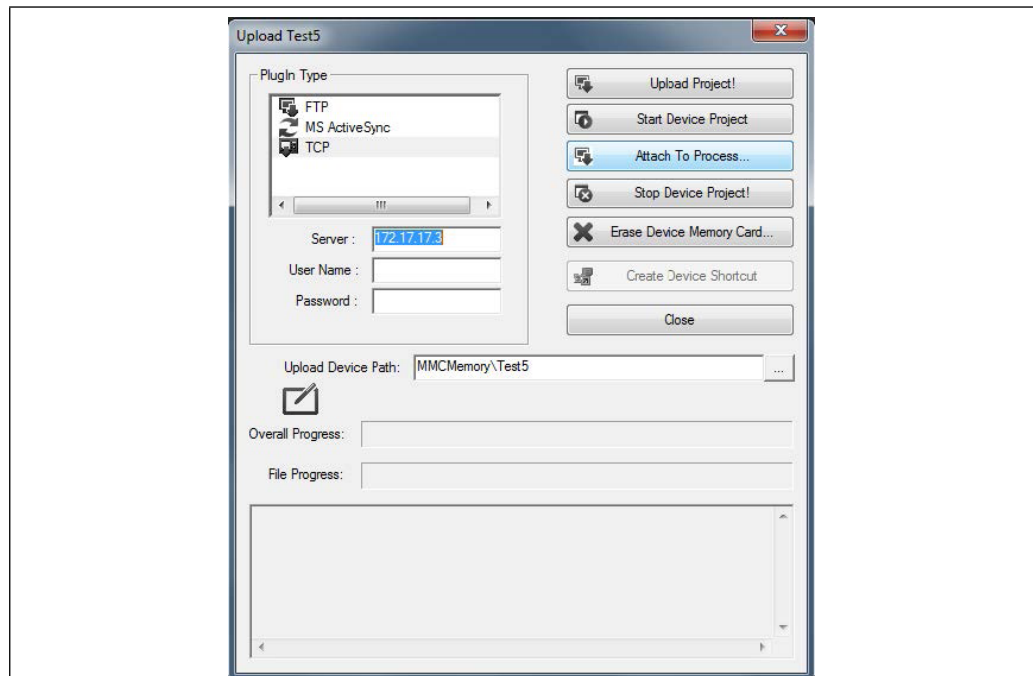 Upload Test5
PlugIn Type
FTP
MS ActiveSync
TCP
Server :
172.17.17.3
User Name :
Password :
Upload Project!
Start Device Project
Attach To Process...
Stop Device Project!
Erase Device Memory Card...
Create Device Shortcut
Close
Upload Device Path:
MMCMemory\Test5
...
Overall Progress:
File Progress: